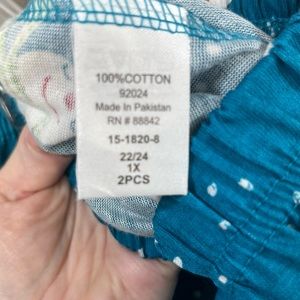 100%COTTON
92024
Made In Pakistan
RN # 88842
15-1820-8
22/24
1X
2PCS